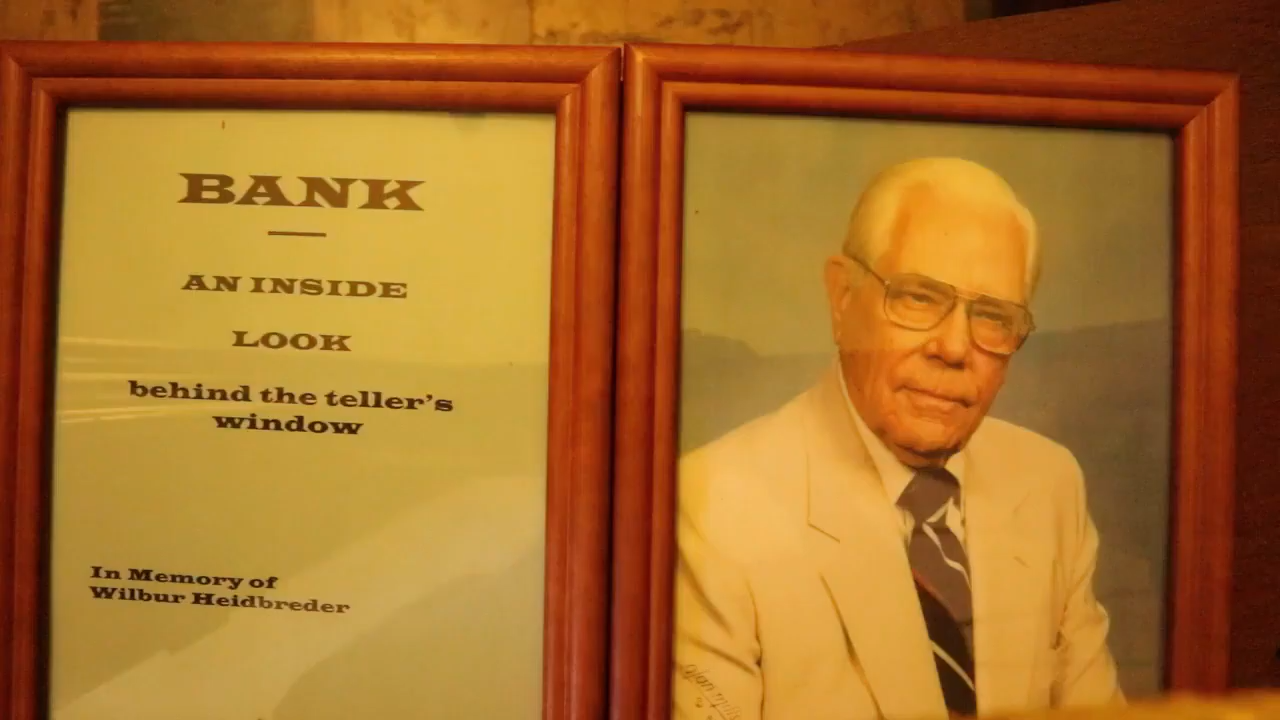 BANK
AN INSIDE
LOOK
behind the teller's
window
In Memory of
Wilbur Heidbreder